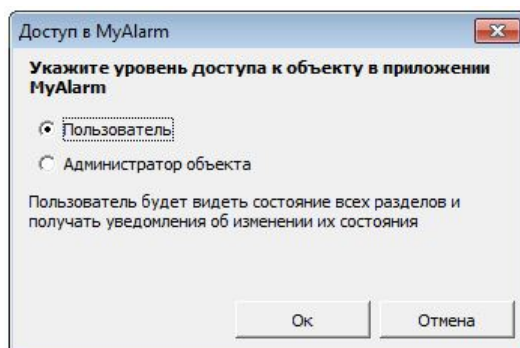 Доступ в MyAlarm
Укажите уровень доступа к объекту в приложении
MyAlarm
Пользователь
Администратор объекта
Пользователь будет видеть состояние всех разделов и
получать уведомления об изменении их состояния
Ок
Отмена